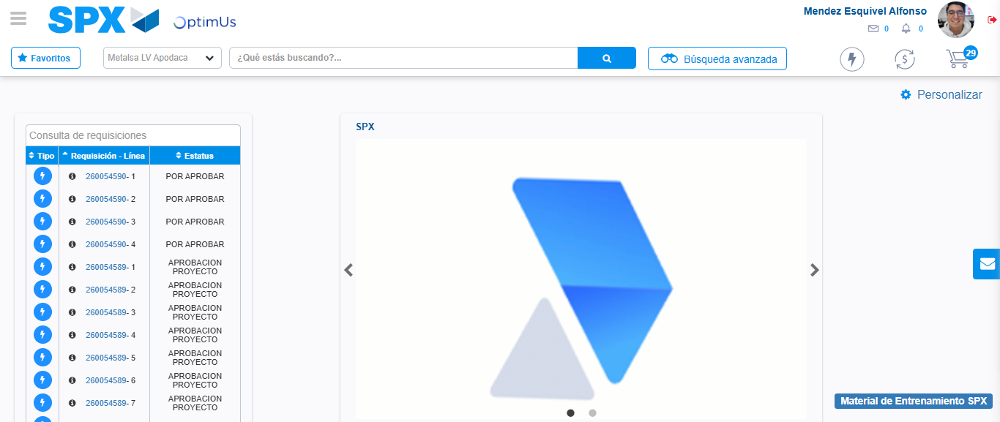 SPX
OptimUs
Mendez Esquivel Alfonso
0
0
Favoritos
Metalsa LV Apodaca
¿Qué estás buscando?...
Búsqueda avanzada
$
29
Personalizar
Consulta de requisiciones
Tipo Requisición - Línea Estatus
260054590- 1 POR APROBAR
260054590- 2 POR APROBAR
260054590- 3 POR APROBAR
260054590- 4 POR APROBAR
260054589- 1 APROBACION
PROYECTO
260054589- 2 APROBACION
PROYECTO
260054589- 3 APROBACION
PROYECTO
260054589- 4 APROBACION
PROYECTO
260054589- 5 APROBACION
PROYECTO
260054589- 6 APROBACION
PROYECTO
260054589- 7 APROBACION
PROYECTO
SPX
Material de Entrenamiento SPX